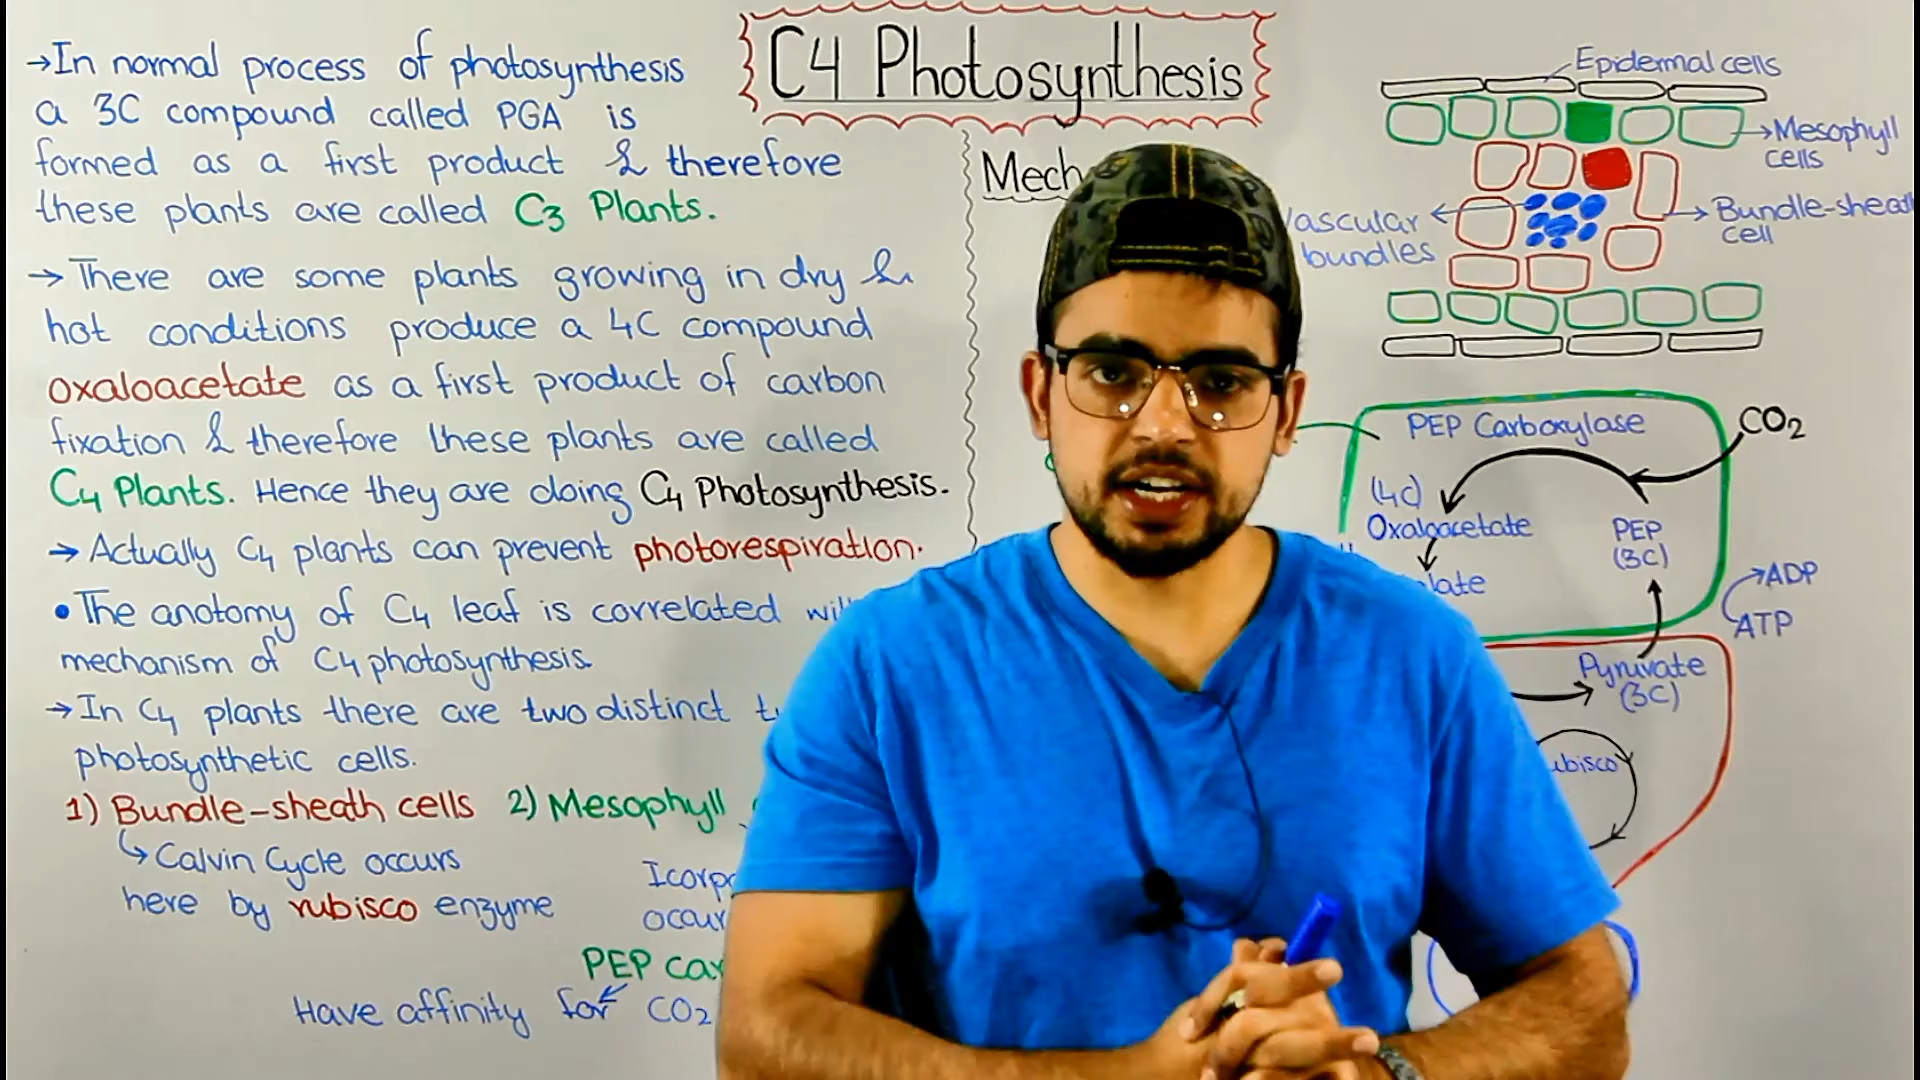 C4 Photosynthesis
→In normal process of photosynthesis
a 3C compound called PGA is
formed as a first product & therefore
these plants are called C3 Plants.
→ There are some plants growing in dry &
hot conditions produce a 4C compound
oxaloacetate as a first product of carbon
fixation & therefore these plants are called
C4 Plants. Hence they are doing C4 Photosynthesis.
→ Actually C4 plants can prevent photorespiration.
• The anotomy of C4 leaf is correlated
mechanism of C4 photosynthesis.
→ In C4 plants there are two distinct
photosynthetic cells.
1) Bundle-sheath cells 2) Mesophyll
↳ Calvin Cycle occurs
here by rubisco enzyme
Icorp
occur
PEP car
Have affinity for CO2
Mech
Epidermal cells
→Mesophyll
cells
Vascular
bundles
→ Bundle-sheath
cell
PEP Carboxylase
CO2
(4C)
Oxaloacetate
PEP
(3C)
late
ADP
ATP
Pyruvate
(3C)
ubisco